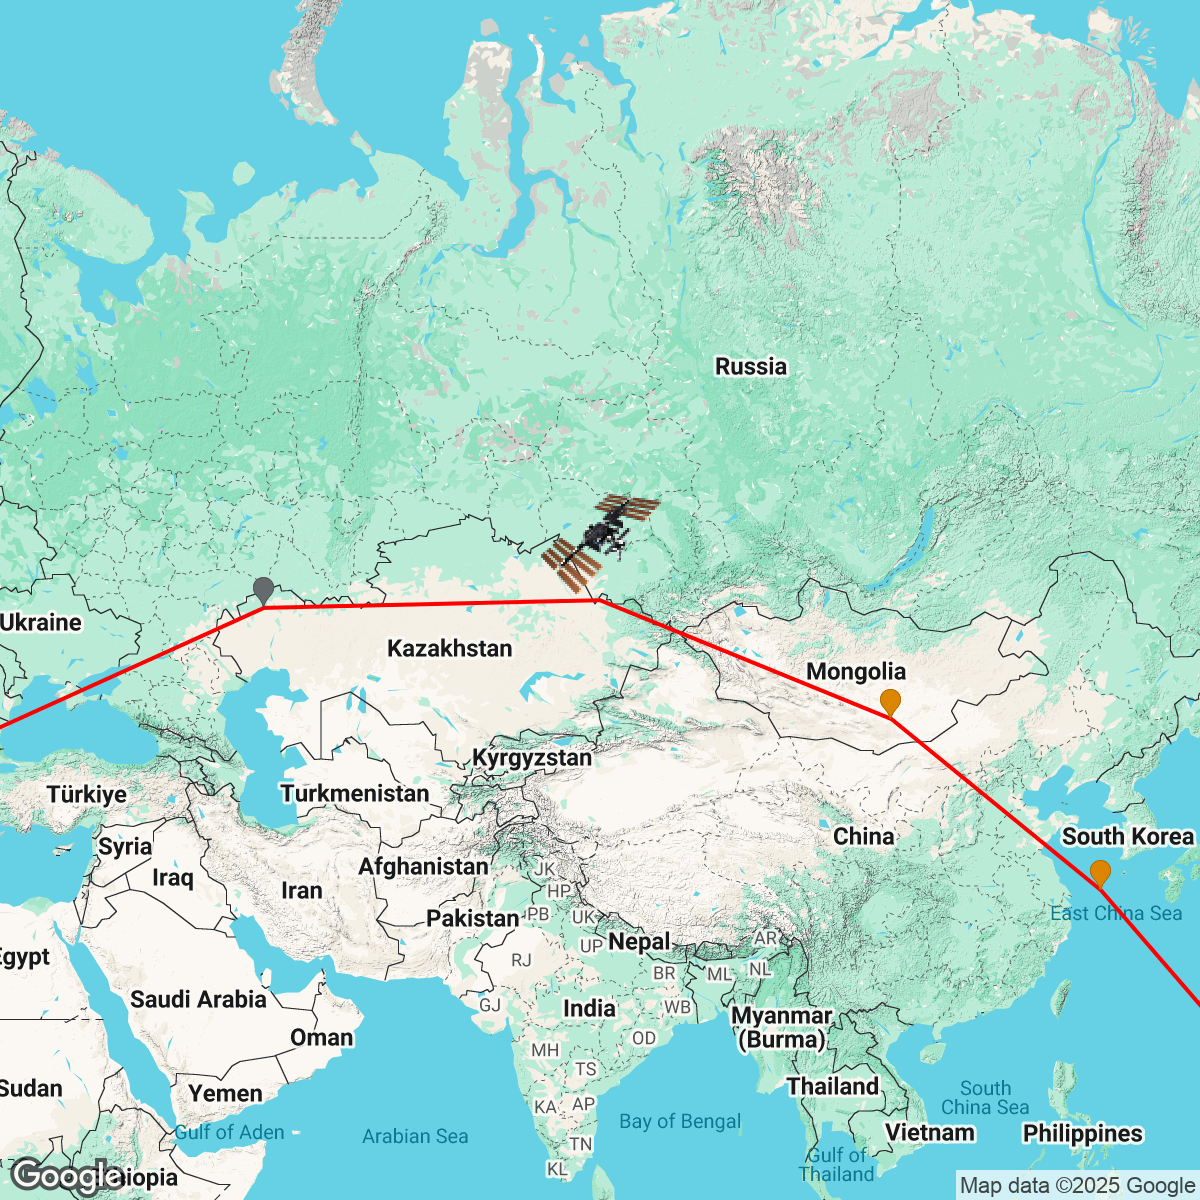 Russia
Ukraine
Kazakhstan
Mongolia
Kyrgyzstan
Türkiye
Turkmenistan
China
South Korea
Syria
Afghanistan
JK
Iraq
Iran
HP
Pakistan
PB
UK
East China Sea
UP
Nepal
AR
Egypt
RJ
BR
ML
NL
Saudi Arabia
GJ
India
WB
Myanmar
(Burma)
Oman
OD
MH
TS
Sudan
Yemen
Thailand
South
China Sea
KA
AP
Bay of Bengal
Gulf of Aden
Arabian Sea
Vietnam
Philippines
TN
Gulf of
Thailand
KL
Google
hiopia
Map data ©2025 Google